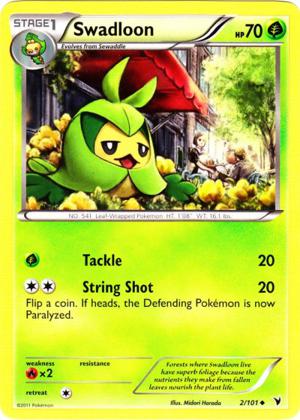 STAGE1 Swadloon HP70
Evolves from Sewaddle
NO. 541 Leaf-Wrapped Pokémon HT. 1'08" WT. 16.1 lbs.
Tackle 20
String Shot 20
Flip a coin. If heads, the Defending Pokémon is now
Paralyzed.
weakness resistance
×2
retreat
Forests where Swadloon live
have superb foliage because the
nutrients they make from fallen
leaves nourish the plant life.
©2011 Pokémon Illus. Midori Harada 2/101